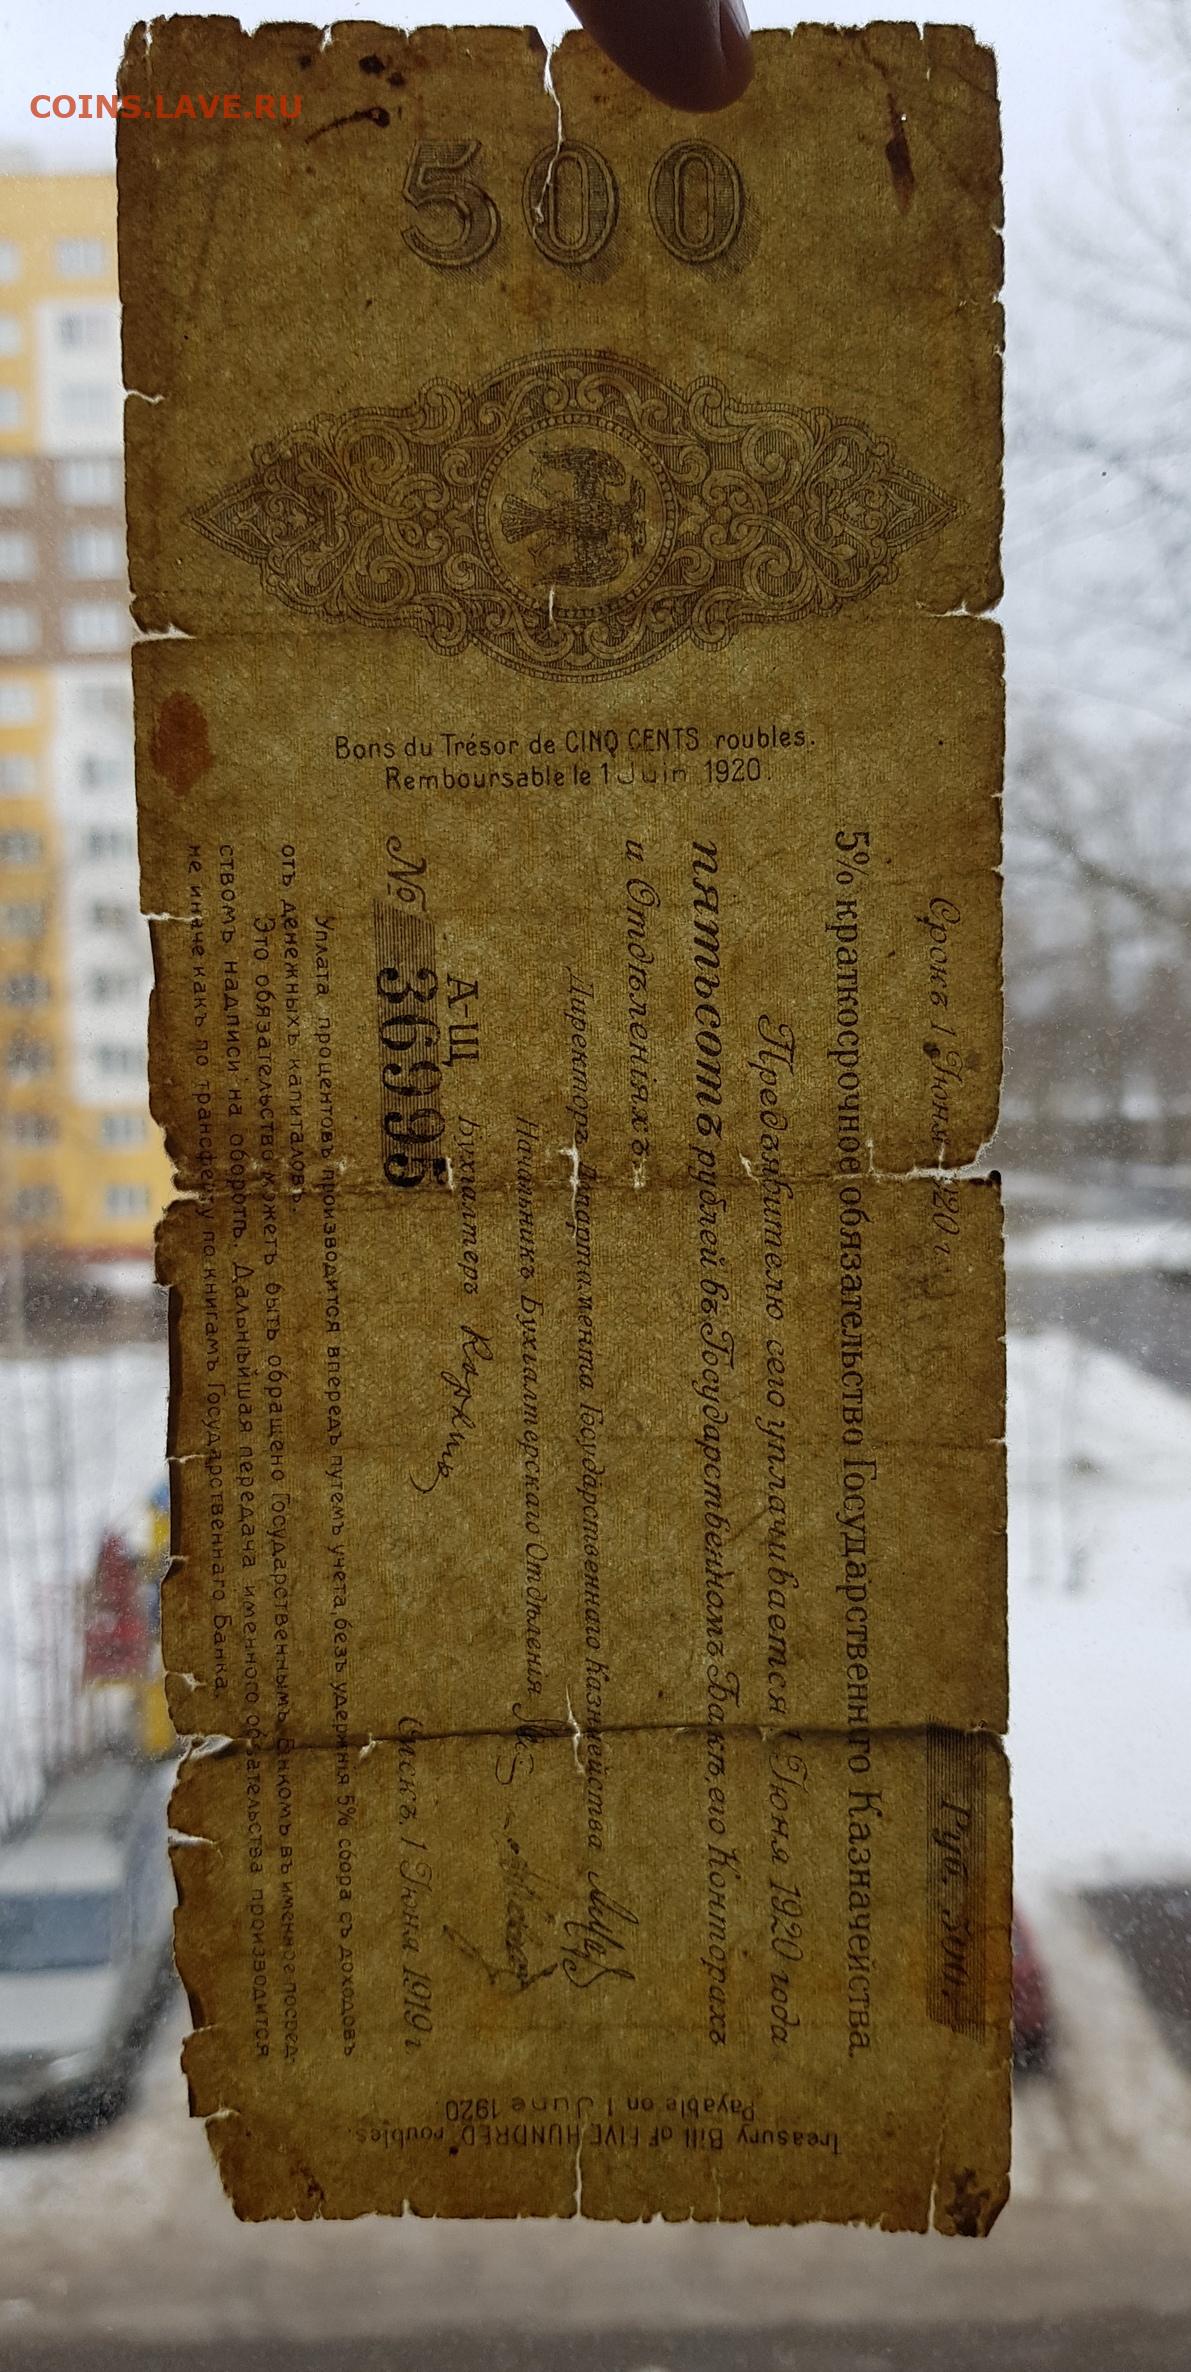 COINS.LAVE.RU
500
Bons du Trésor de CINQ CENTS roubles.
Remboursable le 1 Juin 1920.
Срокъ 1 Іюня 1920 г.
Руб. 500.
5% краткосрочное обязательство Государственнго Казначейства.
Предъявителю сего уплачивается 1 Іюня 1920 года
пятьсотъ рублей въ Государственномъ Банкѣ, его Конторахъ
и Отдѣленіяхъ.
Директоръ Департамента Государственнаго Казначейства
Начальникъ Бухгалтерскаго Отдѣленія
А-Щ
Бухгалтеръ
№ 36995
Омскъ, 1 Іюня 1919 г.
Уплата процентовъ производится впередъ путемъ учета, безъ удержнія 5% сбора съ доходовъ
отъ денежныхъ капиталовъ.
Это обязательство можетъ быть обращено Государственнымъ Банкомъ въ именное посред-
ствомъ надписи на оборотѣ. Дальнѣйшая передача именного обязательства производится
не иначе какъ по трансферту по книгамъ Государственнаго Банка.
Treasury Bill of FIVE HUNDRED roubles.
Payable on 1 June 1920.